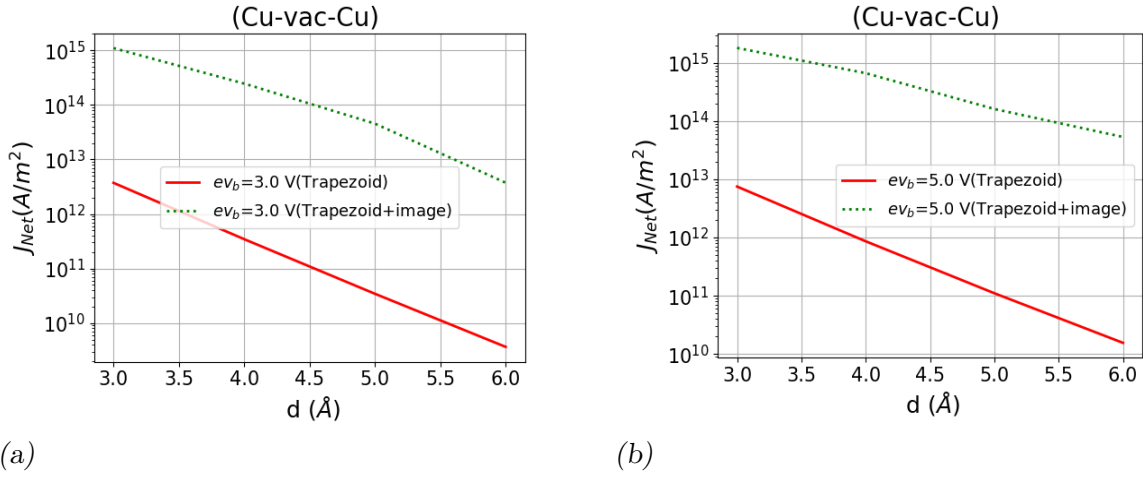 (Cu-vac-Cu)
10^15
10^14
10^13
10^12
10^11
10^10
J_Net(A/m^2)
ev_b=3.0 V(Trapezoid)
ev_b=3.0 V(Trapezoid+image)
3.0 3.5 4.0 4.5 5.0 5.5 6.0
d (Å)
(a)
(Cu-vac-Cu)
10^15
10^14
10^13
10^12
10^11
10^10
J_Net(A/m^2)
ev_b=5.0 V(Trapezoid)
ev_b=5.0 V(Trapezoid+image)
3.0 3.5 4.0 4.5 5.0 5.5 6.0
d (Å)
(b)